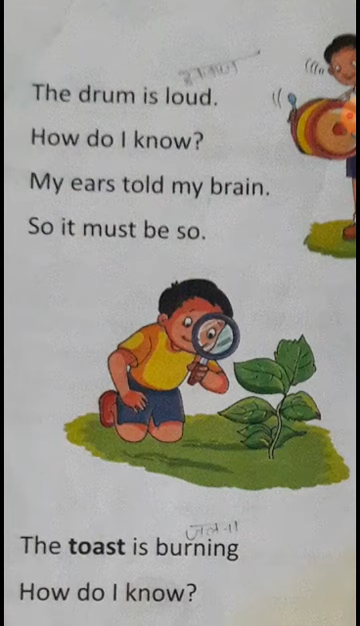 The drum is loud.
How do I know?
My ears told my brain.
So it must be so.
जलना
The toast is burning
How do I know?